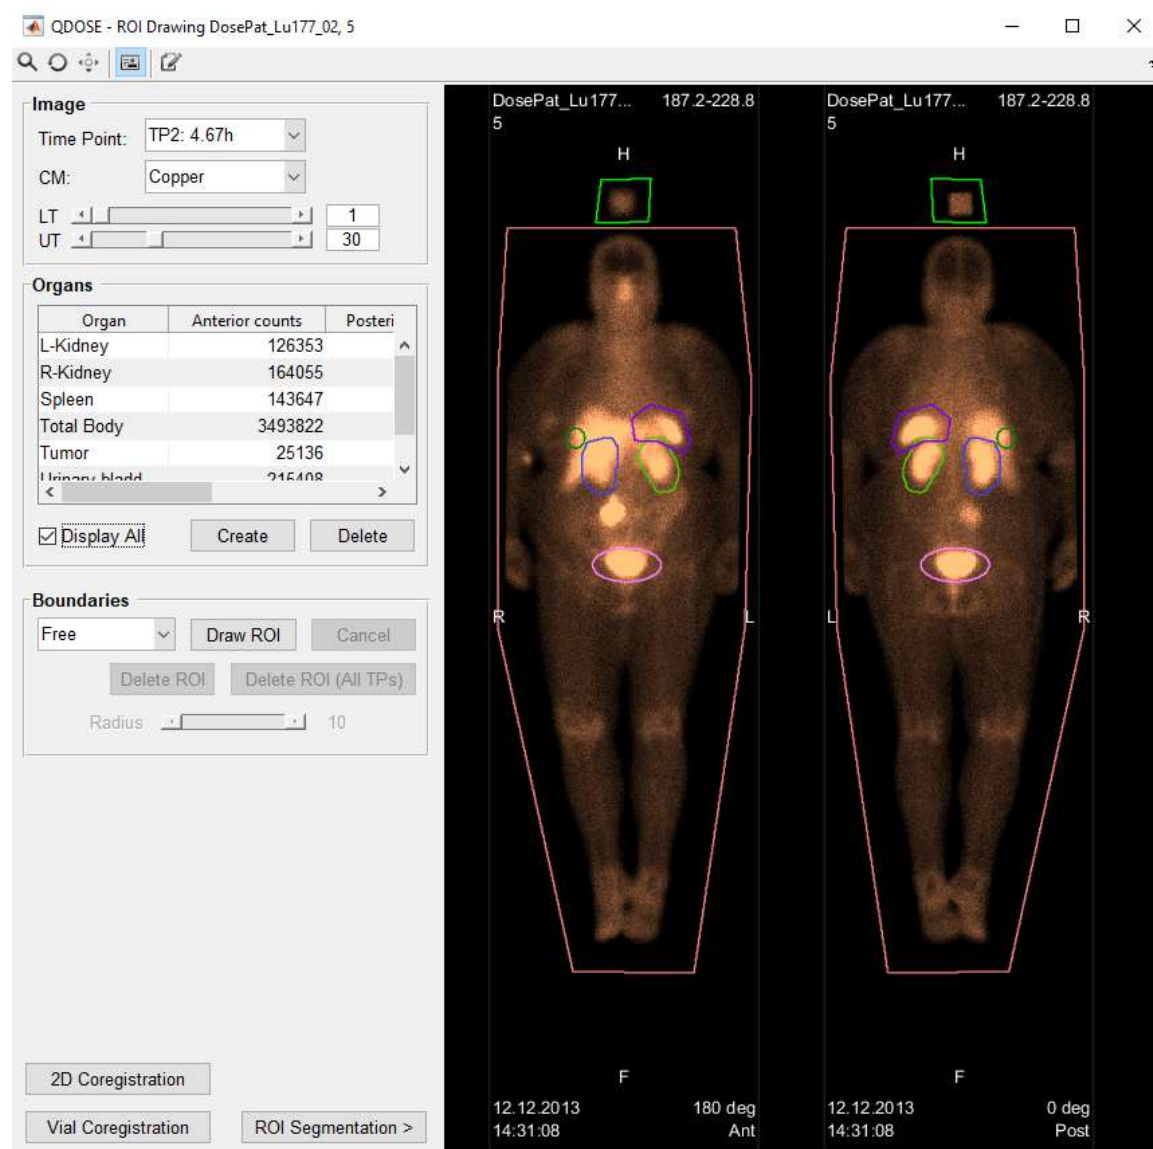 QDOSE - ROI Drawing DosePat_Lu177_02, 5
Image
Time Point: TP2: 4.67h
CM: Copper
LT 1
UT 30
Organs
Organ Anterior counts Posteri
L-Kidney 126353
R-Kidney 164055
Spleen 143647
Total Body 3493822
Tumor 25136
Urinary bladd 216408
Display All Create Delete
Boundaries
Free Draw ROI Cancel
Delete ROI Delete ROI (All TPs)
Radius 10
2D Coregistration
Vial Coregistration ROI Segmentation >
DosePat_Lu177... 187.2-228.8
5
H
R L
F
12.12.2013 180 deg
14:31:08 Ant
DosePat_Lu177... 187.2-228.8
5
H
L R
F
12.12.2013 0 deg
14:31:08 Post